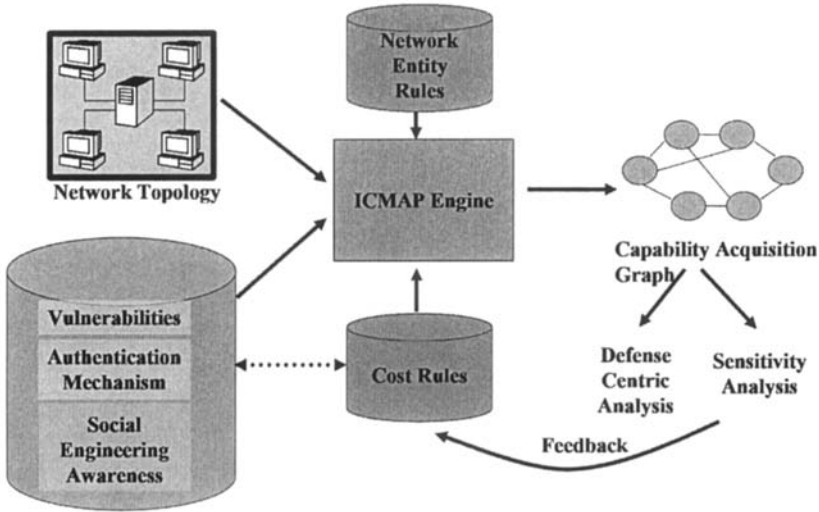 Network
Entity
Rules
Network Topology
ICMAP Engine
Capability Acquisition
Graph
Vulnerabilities
Authentication
Mechanism
Social
Engineering
Awareness
Cost Rules
Defense
Centric
Analysis
Sensitivity
Analysis
Feedback